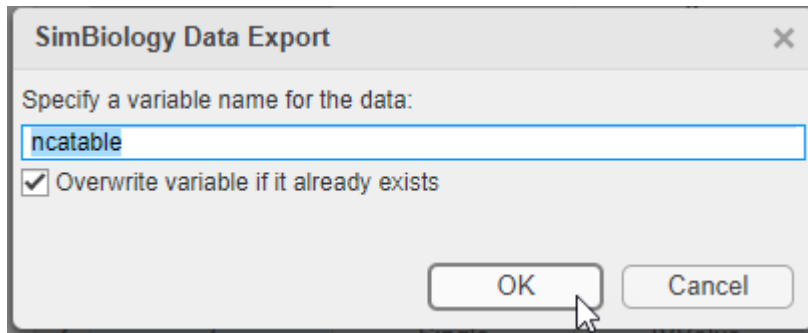 SimBiology Data Export
Specify a variable name for the data:
ncatable
Overwrite variable if it already exists
OK Cancel